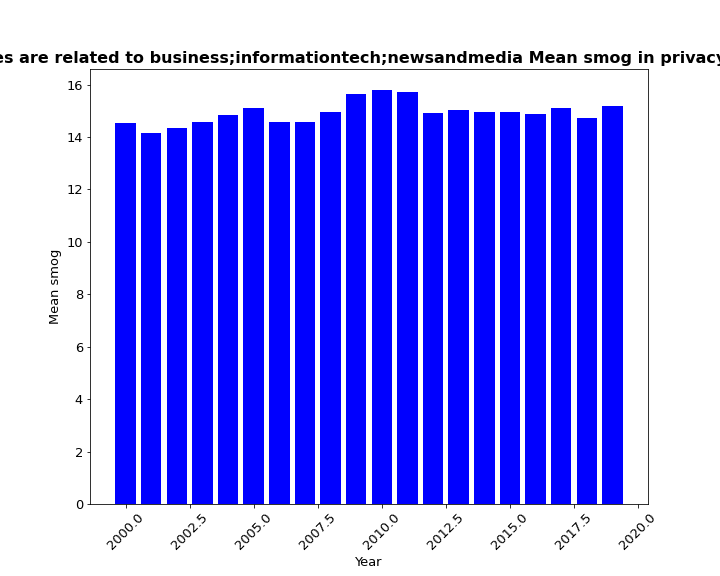 es are related to business;informationtech;newsandmedia Mean smog in privacy
16
14
12
10
8
6
4
2
0
Mean smog
2000.0 2002.5 2005.0 2007.5 2010.0 2012.5 2015.0 2017.5 2020.0
Year